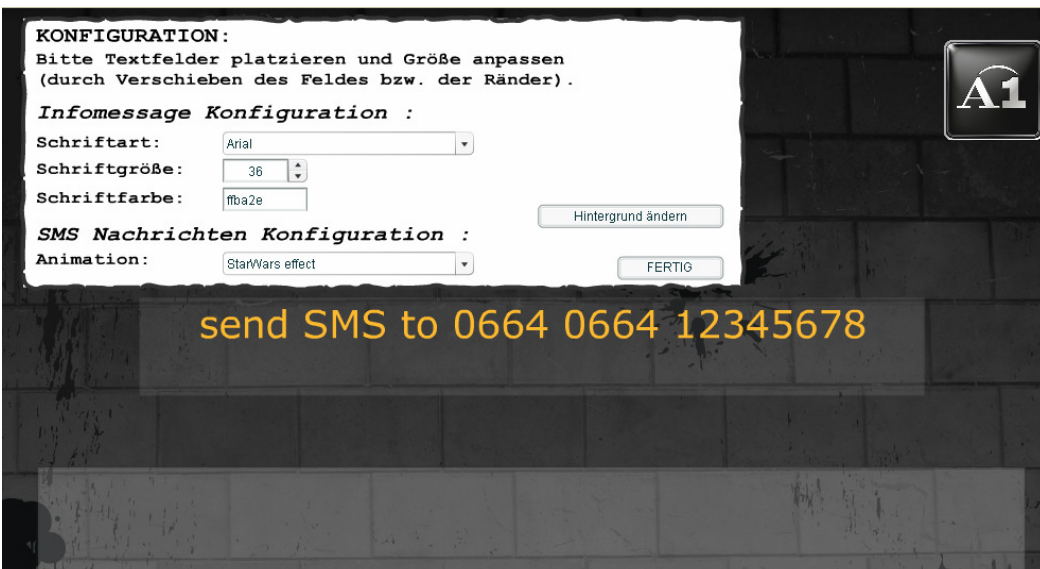 KONFIGURATION:
Bitte Textfelder platzieren und Größe anpassen
(durch Verschieben des Feldes bzw. der Ränder).
Infomessage Konfiguration :
Schriftart: Arial
Schriftgröße: 36
Schriftfarbe: ffba2e
Hintergrund ändern
SMS Nachrichten Konfiguration :
Animation: StarWars effect
FERTIG
A1
send SMS to 0664 0664 12345678